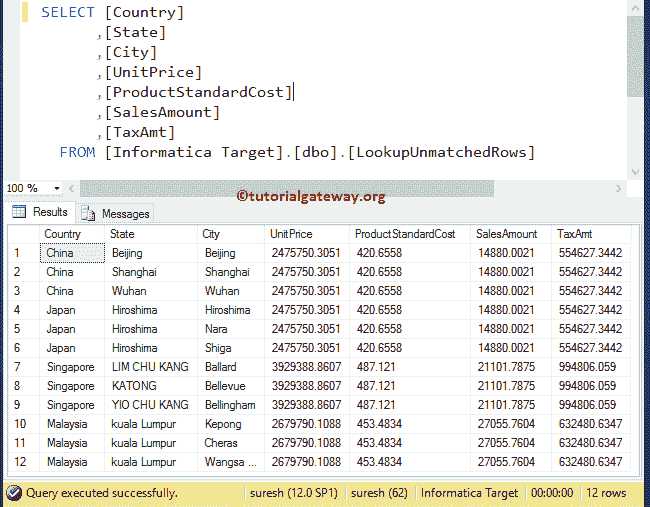 SELECT [Country]
,[State]
,[City]
,[UnitPrice]
,[ProductStandardCost]
,[SalesAmount]
,[TaxAmt]
FROM [Informatica Target].[dbo].[LookupUnmatchedRows]
100 %
©tutorialgateway.org
Results Messages
Country State City UnitPrice ProductStandardCost SalesAmount TaxAmt
1 China Beijing Beijing 2475750.3051 420.6558 14880.0021 554627.3442
2 China Shanghai Shanghai 2475750.3051 420.6558 14880.0021 554627.3442
3 China Wuhan Wuhan 2475750.3051 420.6558 14880.0021 554627.3442
4 Japan Hiroshima Hiroshima 2475750.3051 420.6558 14880.0021 554627.3442
5 Japan Hiroshima Nara 2475750.3051 420.6558 14880.0021 554627.3442
6 Japan Hiroshima Shiga 2475750.3051 420.6558 14880.0021 554627.3442
7 Singapore LIM CHU KANG Ballard 3929388.8607 487.121 21101.7875 994806.059
8 Singapore KATONG Bellevue 3929388.8607 487.121 21101.7875 994806.059
9 Singapore YIO CHU KANG Bellingham 3929388.8607 487.121 21101.7875 994806.059
10 Malaysia kuala Lumpur Kepong 2679790.1088 453.4834 27055.7604 632480.6347
11 Malaysia kuala Lumpur Cheras 2679790.1088 453.4834 27055.7604 632480.6347
12 Malaysia kuala Lumpur Wangsa ... 2679790.1088 453.4834 27055.7604 632480.6347
Query executed successfully. suresh (12.0 SP1) suresh (62) Informatica Target 00:00:00 12 rows